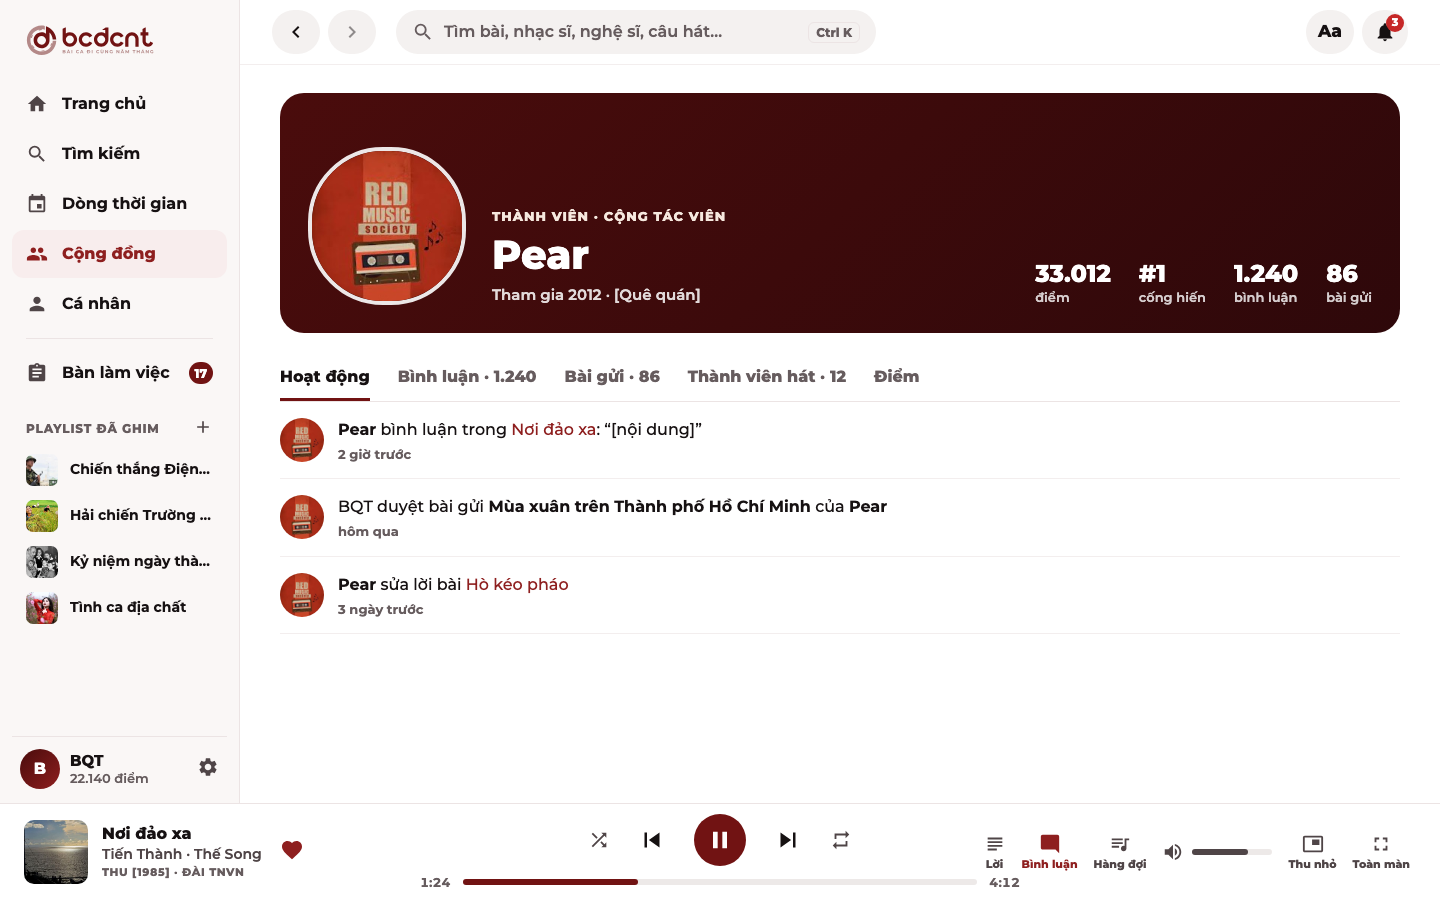 bcdcnt
BÀI CA ĐI CÙNG NĂM THÁNG
Trang chủ
Tìm kiếm
Dòng thời gian
Cộng đồng
Cá nhân
Bàn làm việc
17
PLAYLIST ĐÃ GHIM
Chiến thắng Điện...
Hải chiến Trường ...
Kỷ niệm ngày thà...
Tình ca địa chất
B
BQT
22.140 điểm
Tìm bài, nhạc sĩ, nghệ sĩ, câu hát...
Ctrl K
Aa
3
RED
MUSIC
society
THÀNH VIÊN · CỘNG TÁC VIÊN
Pear
Tham gia 2012 · [Quê quán]
33.012
điểm
#1
cống hiến
1.240
bình luận
86
bài gửi
Hoạt động
Bình luận · 1.240
Bài gửi · 86
Thành viên hát · 12
Điểm
Pear bình luận trong Nơi đảo xa: “[nội dung]”
2 giờ trước
BQT duyệt bài gửi Mùa xuân trên Thành phố Hồ Chí Minh của Pear
hôm qua
Pear sửa lời bài Hò kéo pháo
3 ngày trước
Nơi đảo xa
Tiến Thành · Thế Song
THU [1985] · ĐÀI TNVN
1:24
4:12
Lời
Bình luận
Hàng đợi
Thu nhỏ
Toàn màn